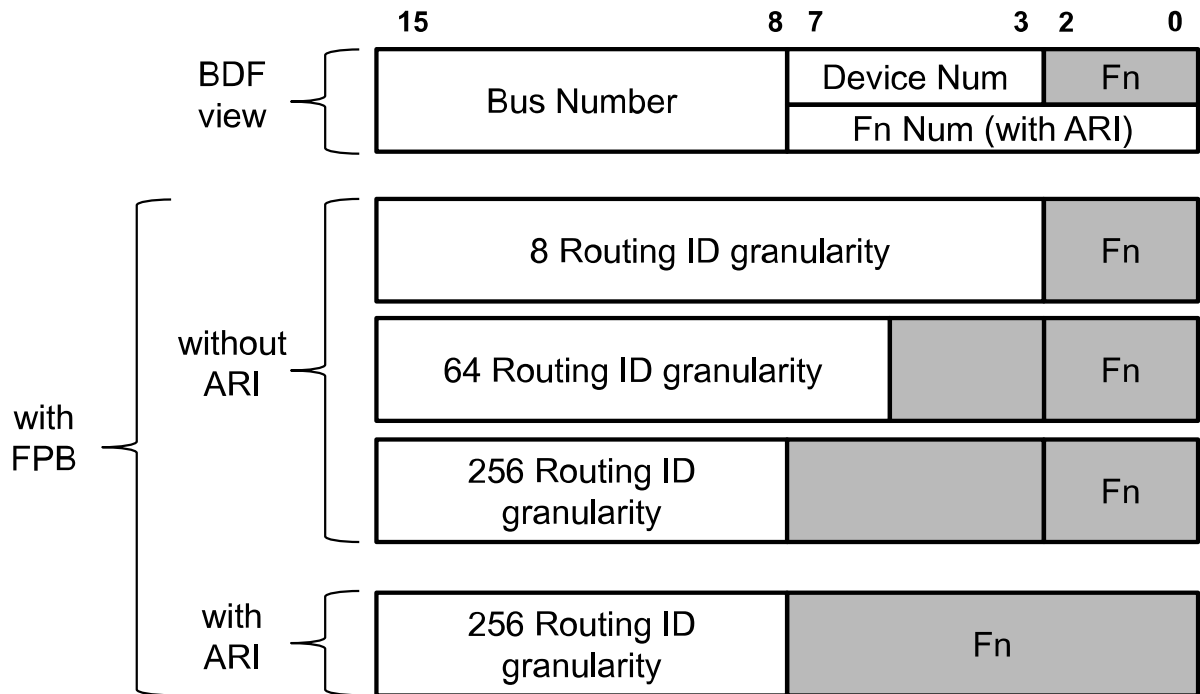 15 8 7 3 2 0
BDF
view
Bus Number
Device Num
Fn
Fn Num (with ARI)
with
FPB
without
ARI
8 Routing ID granularity
Fn
64 Routing ID granularity
Fn
256 Routing ID
granularity
Fn
with
ARI
256 Routing ID
granularity
Fn